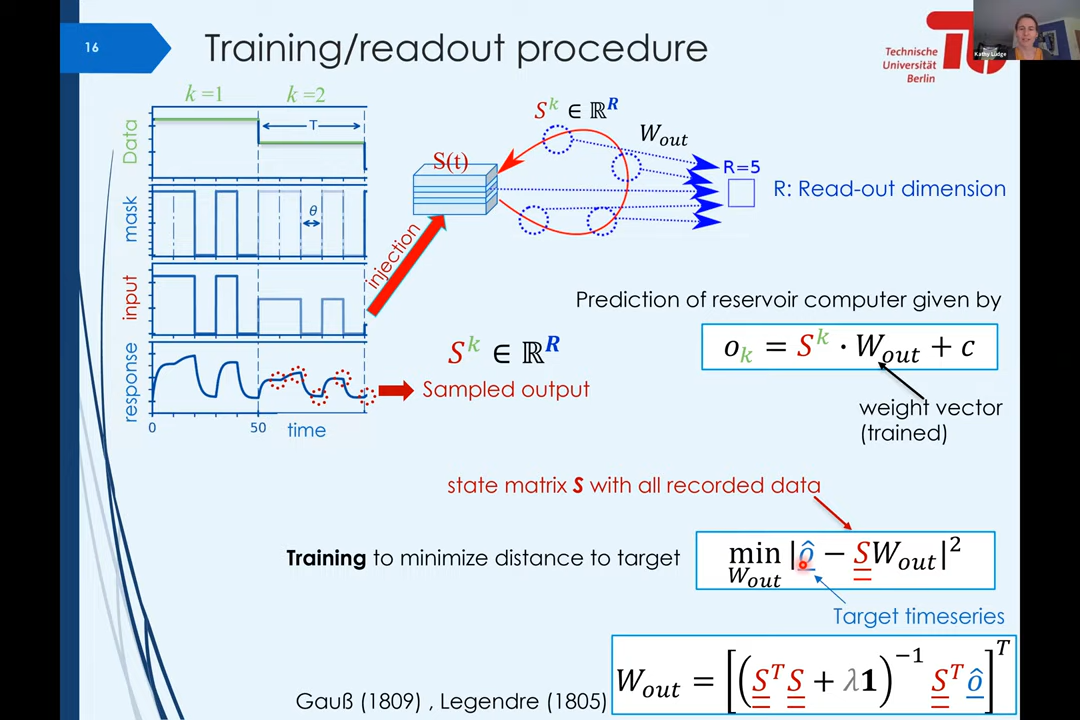 16
Training/readout procedure
Technische
Universität
Berlin
Kathy Lüdge
k=1
k=2
Data
T
mask
θ
input
response
0
50
time
S(t)
injection
S^k ∈ ℝ^R
W_out
R=5
R: Read-out dimension
S^k ∈ ℝ^R
Sampled output
Prediction of reservoir computer given by
o_k = S^k · W_out + c
weight vector
(trained)
state matrix S with all recorded data
Training to minimize distance to target
min_{W_out} |ô − S W_out|^2
Target timeseries
Gauß (1809) , Legendre (1805)
W_out = [(S^T S + λ1)^{−1} S^T ô]^T